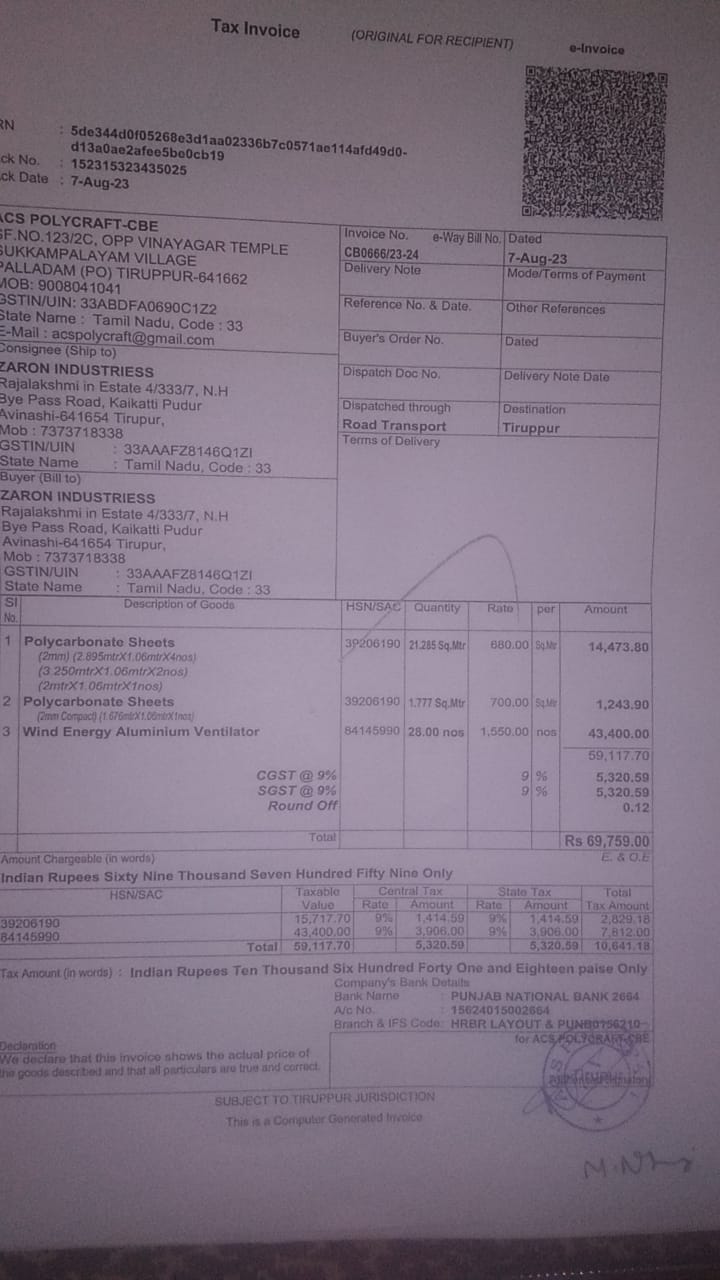 Tax Invoice
(ORIGINAL FOR RECIPIENT)
e-Invoice
RN : 5de344d0f05268e3d1aa02336b7c0571ae114afd49d0-
d13a0ae2afee5be0cb19
ck No. : 152315323435025
ck Date : 7-Aug-23
ACS POLYCRAFT-CBE
SF.NO.123/2C, OPP VINAYAGAR TEMPLE
SUKKAMPALAYAM VILLAGE
PALLADAM (PO) TIRUPPUR-641662
MOB: 9008041041
GSTIN/UIN: 33ABDFA0690C1Z2
State Name : Tamil Nadu, Code : 33
E-Mail : acspolycraft@gmail.com
Invoice No. e-Way Bill No. Dated
CB0666/23-24 7-Aug-23
Delivery Note Mode/Terms of Payment
Reference No. & Date. Other References
Buyer's Order No. Dated
Dispatch Doc No. Delivery Note Date
Dispatched through Destination
Road Transport Tiruppur
Terms of Delivery
Consignee (Ship to)
ZARON INDUSTRIESS
Rajalakshmi in Estate 4/333/7, N.H
Bye Pass Road, Kaikatti Pudur
Avinashi-641654 Tirupur,
Mob : 7373718338
GSTIN/UIN : 33AAAFZ8146Q1ZI
State Name : Tamil Nadu, Code : 33
Buyer (Bill to)
ZARON INDUSTRIESS
Rajalakshmi in Estate 4/333/7, N.H
Bye Pass Road, Kaikatti Pudur
Avinashi-641654 Tirupur,
Mob : 7373718338
GSTIN/UIN : 33AAAFZ8146Q1ZI
State Name : Tamil Nadu, Code : 33
Sl No. Description of Goods HSN/SAC Quantity Rate per Amount
1 Polycarbonate Sheets 39206190 21.285 Sq.Mtr 680.00 Sq.Mtr 14,473.80
(2mm) (2.895mtrX1.06mtrX4nos)
(3.250mtrX1.06mtrX2nos)
(2mtrX1.06mtrX1nos)
2 Polycarbonate Sheets 39206190 1.777 Sq.Mtr 700.00 Sq.Mtr 1,243.90
(2mm Compact) (1.676mtrX1.06mtrX1nos)
3 Wind Energy Aluminium Ventilator 84145990 28.00 nos 1,550.00 nos 43,400.00
59,117.70
CGST @ 9% 9 % 5,320.59
SGST @ 9% 9 % 5,320.59
Round Off 0.12
Total Rs 69,759.00
Amount Chargeable (in words) E. & O.E
Indian Rupees Sixty Nine Thousand Seven Hundred Fifty Nine Only
HSN/SAC Taxable Value Central Tax State Tax Total Tax Amount
Rate Amount Rate Amount
39206190 15,717.70 9% 1,414.59 9% 1,414.59 2,829.18
84145990 43,400.00 9% 3,906.00 9% 3,906.00 7,812.00
Total 59,117.70 5,320.59 5,320.59 10,641.18
Tax Amount (in words) : Indian Rupees Ten Thousand Six Hundred Forty One and Eighteen paise Only
Company's Bank Details
Bank Name : PUNJAB NATIONAL BANK 2664
A/c No. : 15624015002664
Branch & IFS Code: HRBR LAYOUT & PUNB0156210
for ACS POLYCRAFT-CBE
Declaration
We declare that this invoice shows the actual price of
the goods described and that all particulars are true and correct.
SUBJECT TO TIRUPPUR JURISDICTION
This is a Computer Generated Invoice